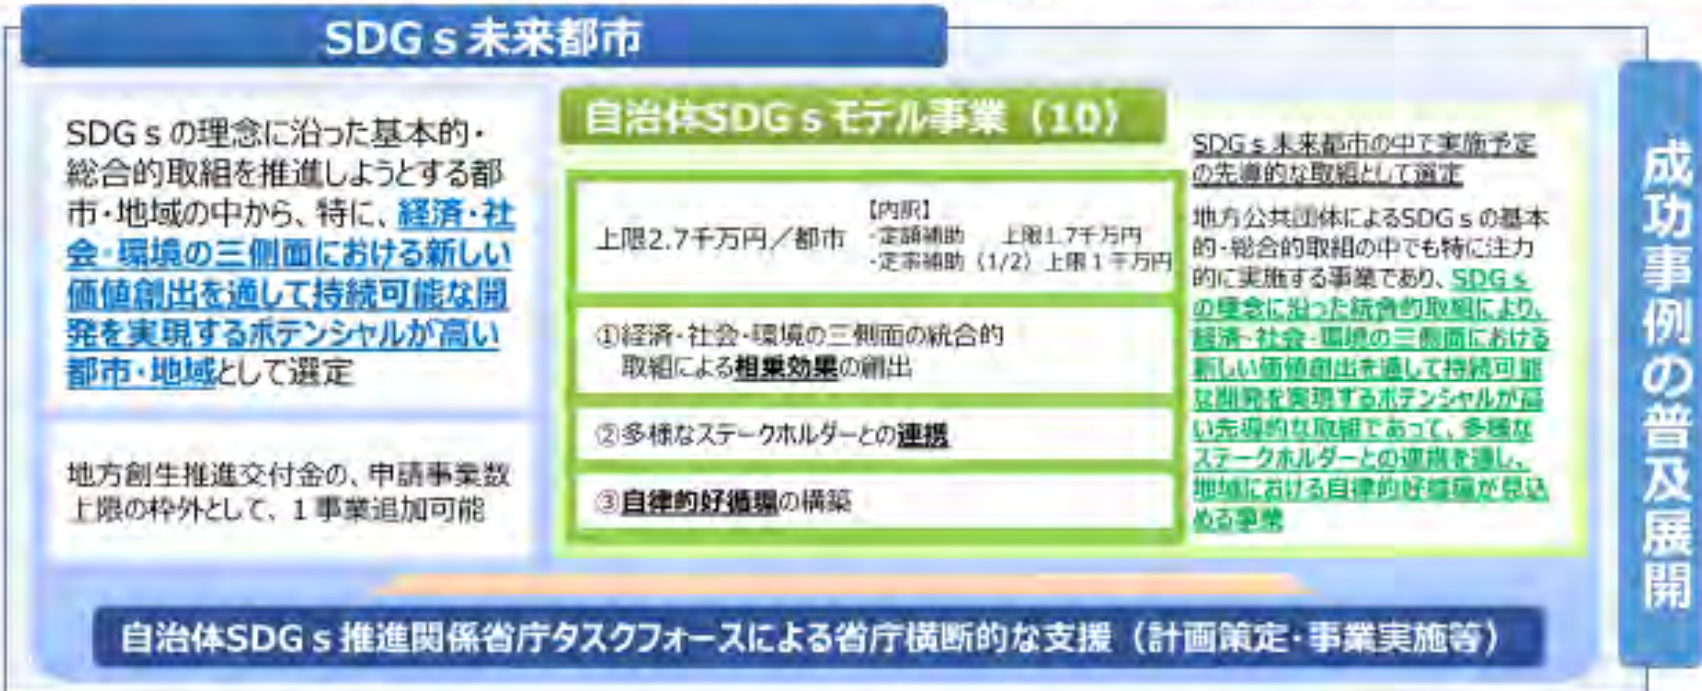 SDGｓ未来都市
SDGｓの理念に沿った基本的・
総合的取組を推進しようとする都
市・地域の中から、特に、経済・社
会・環境の三側面における新しい
価値創出を通して持続可能な開
発を実現するポテンシャルが高い
都市・地域として選定
地方創生推進交付金の、申請事業数
上限の枠外として、１事業追加可能
自治体SDGｓモデル事業（10）
上限2.7千万円／都市
【内訳】
・定額補助　上限1.7千万円
・定率補助（1/2）上限１千万円
①経済・社会・環境の三側面の統合的
取組による相乗効果の創出
②多様なステークホルダーとの連携
③自律的好循環の構築
SDGｓ未来都市の中で実施予定
の先導的な取組として選定
地方公共団体によるSDGｓの基本
的・総合的取組の中でも特に注力
的に実施する事業であり、SDGｓ
の理念に沿った統合的取組により、
経済・社会・環境の三側面における
新しい価値創出を通して持続可能
な開発を実現するポテンシャルが高
い先導的な取組であって、多様な
ステークホルダーとの連携を通し、
地域における自律的好循環が見込
める事業
自治体SDGｓ推進関係省庁タスクフォースによる省庁横断的な支援（計画策定・事業実施等）
成功事例の普及展開